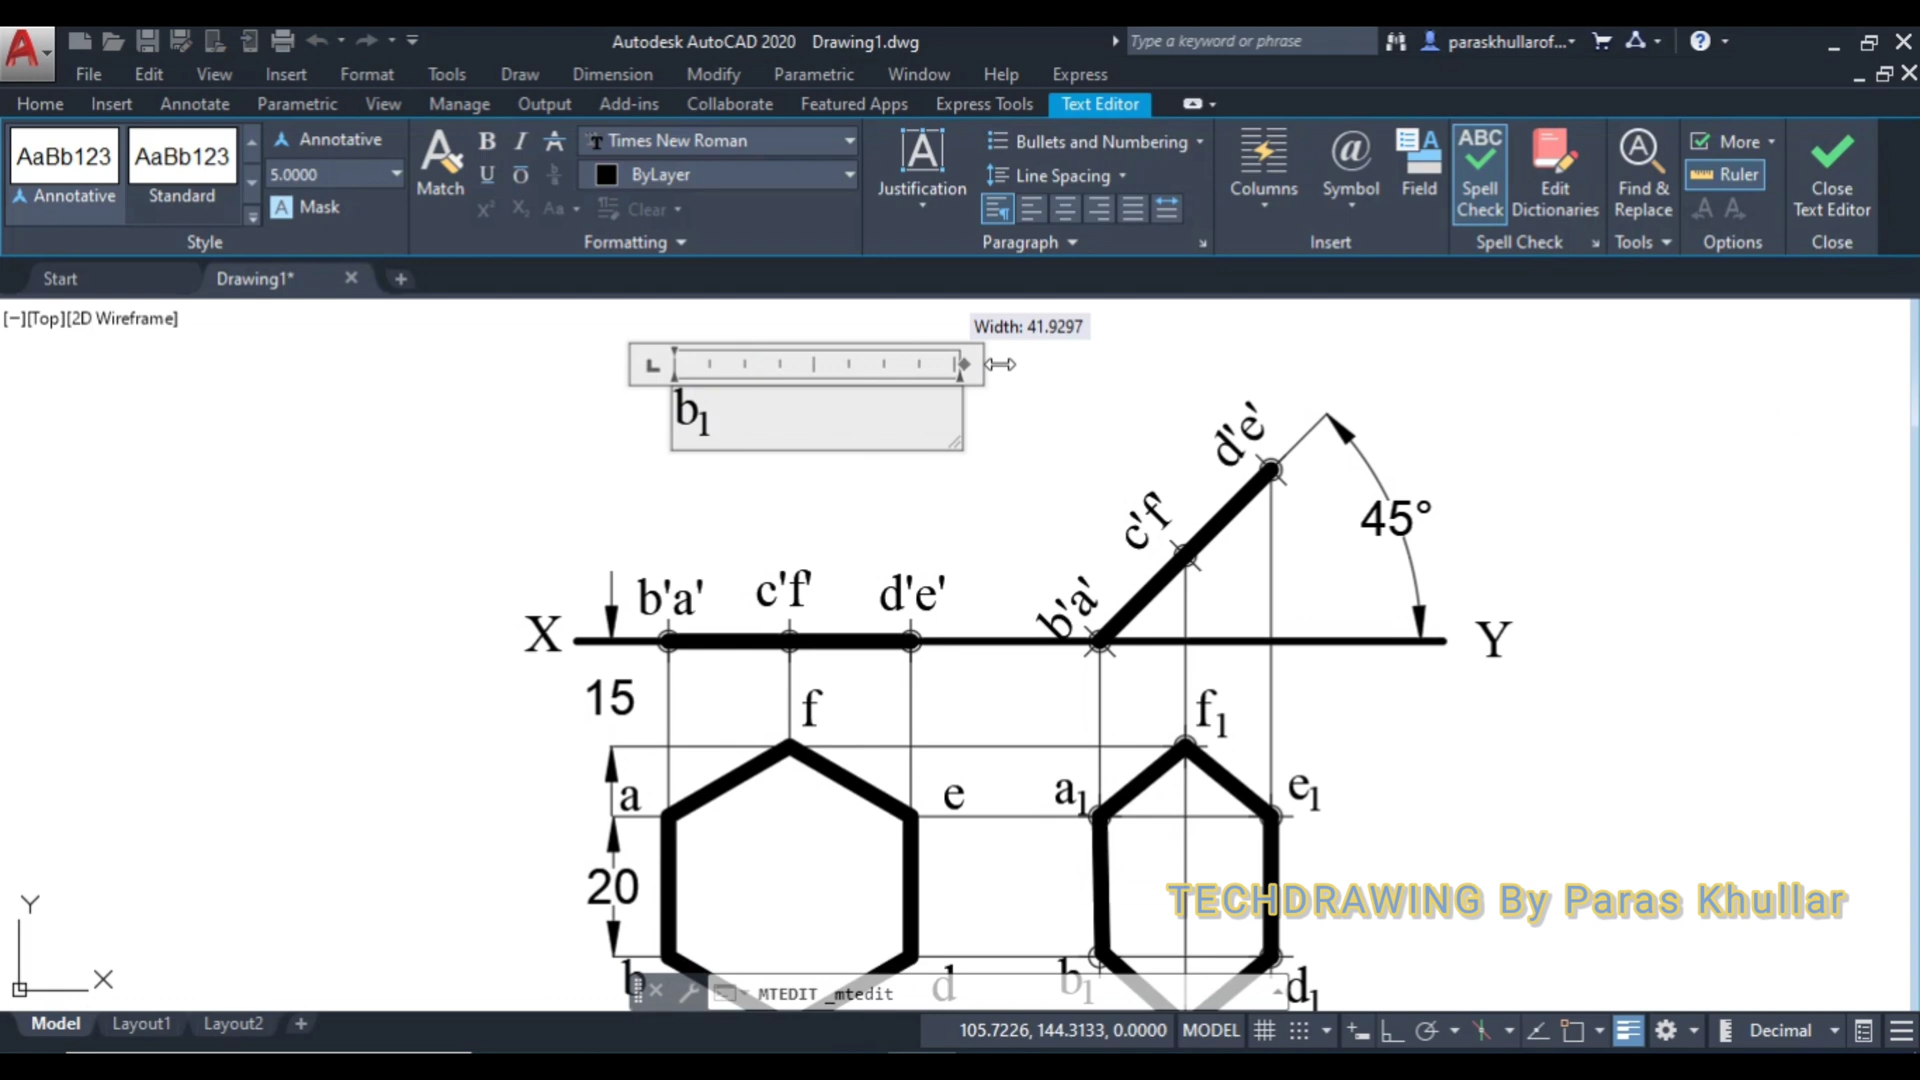 Autodesk AutoCAD 2020 Drawing1.dwg
Type a keyword or phrase
paraskhullarof...
File Edit View Insert Format Tools Draw Dimension Modify Parametric Window Help Express
Home Insert Annotate Parametric View Manage Output Add-ins Collaborate Featured Apps Express Tools Text Editor
AaBb123 AaBb123
Annotative Standard
Annotative
5.0000
Mask
Style
Match
B I A
U O
Times New Roman
ByLayer
X² X₂ Aa Clear
Formatting
Justification
Bullets and Numbering
Line Spacing
Paragraph
Columns Symbol Field
Insert
ABC
Spell Check
Edit Dictionaries
Spell Check
Find & Replace
Tools
More
Ruler
Options
Close Text Editor
Close
Start Drawing1*
[−][Top][2D Wireframe]
Width: 41.9297
b1
d'e'
c'f'
45°
b'a' c'f' d'e' b'a'
X Y
15
f f1
a e a1 e1
20
TECHDRAWING By Paras Khullar
b d b1 d1
MTEDIT _mtedit
Y
X
Model Layout1 Layout2
105.7226, 144.3133, 0.0000 MODEL Decimal